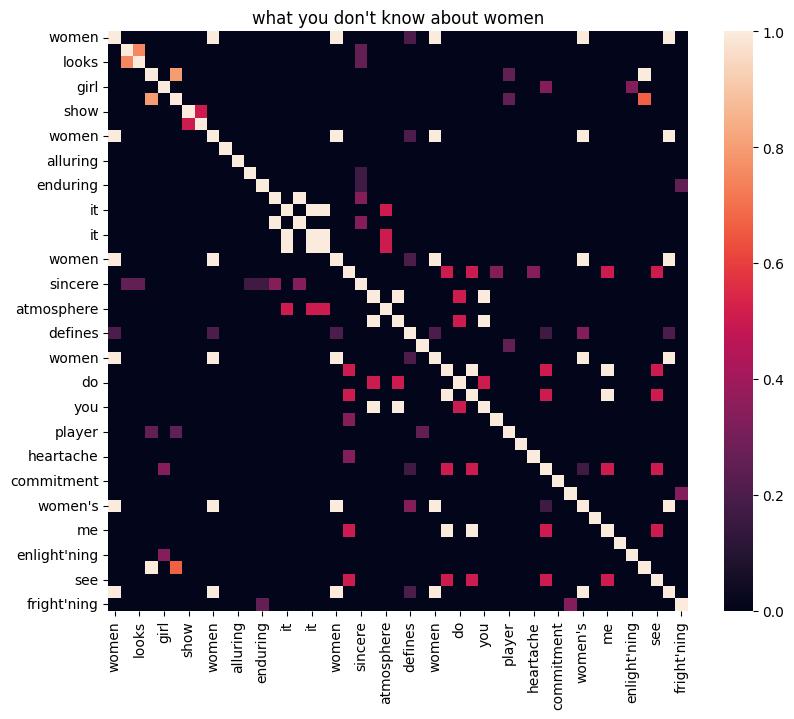 what you don't know about women
women
looks
girl
show
women
alluring
enduring
it
it
women
sincere
atmosphere
defines
women
do
you
player
heartache
commitment
women's
me
enlight'ning
see
fright'ning
1.0
0.8
0.6
0.4
0.2
0.0
women
looks
girl
show
women
alluring
enduring
it
it
women
sincere
atmosphere
defines
women
do
you
player
heartache
commitment
women's
me
enlight'ning
see
fright'ning